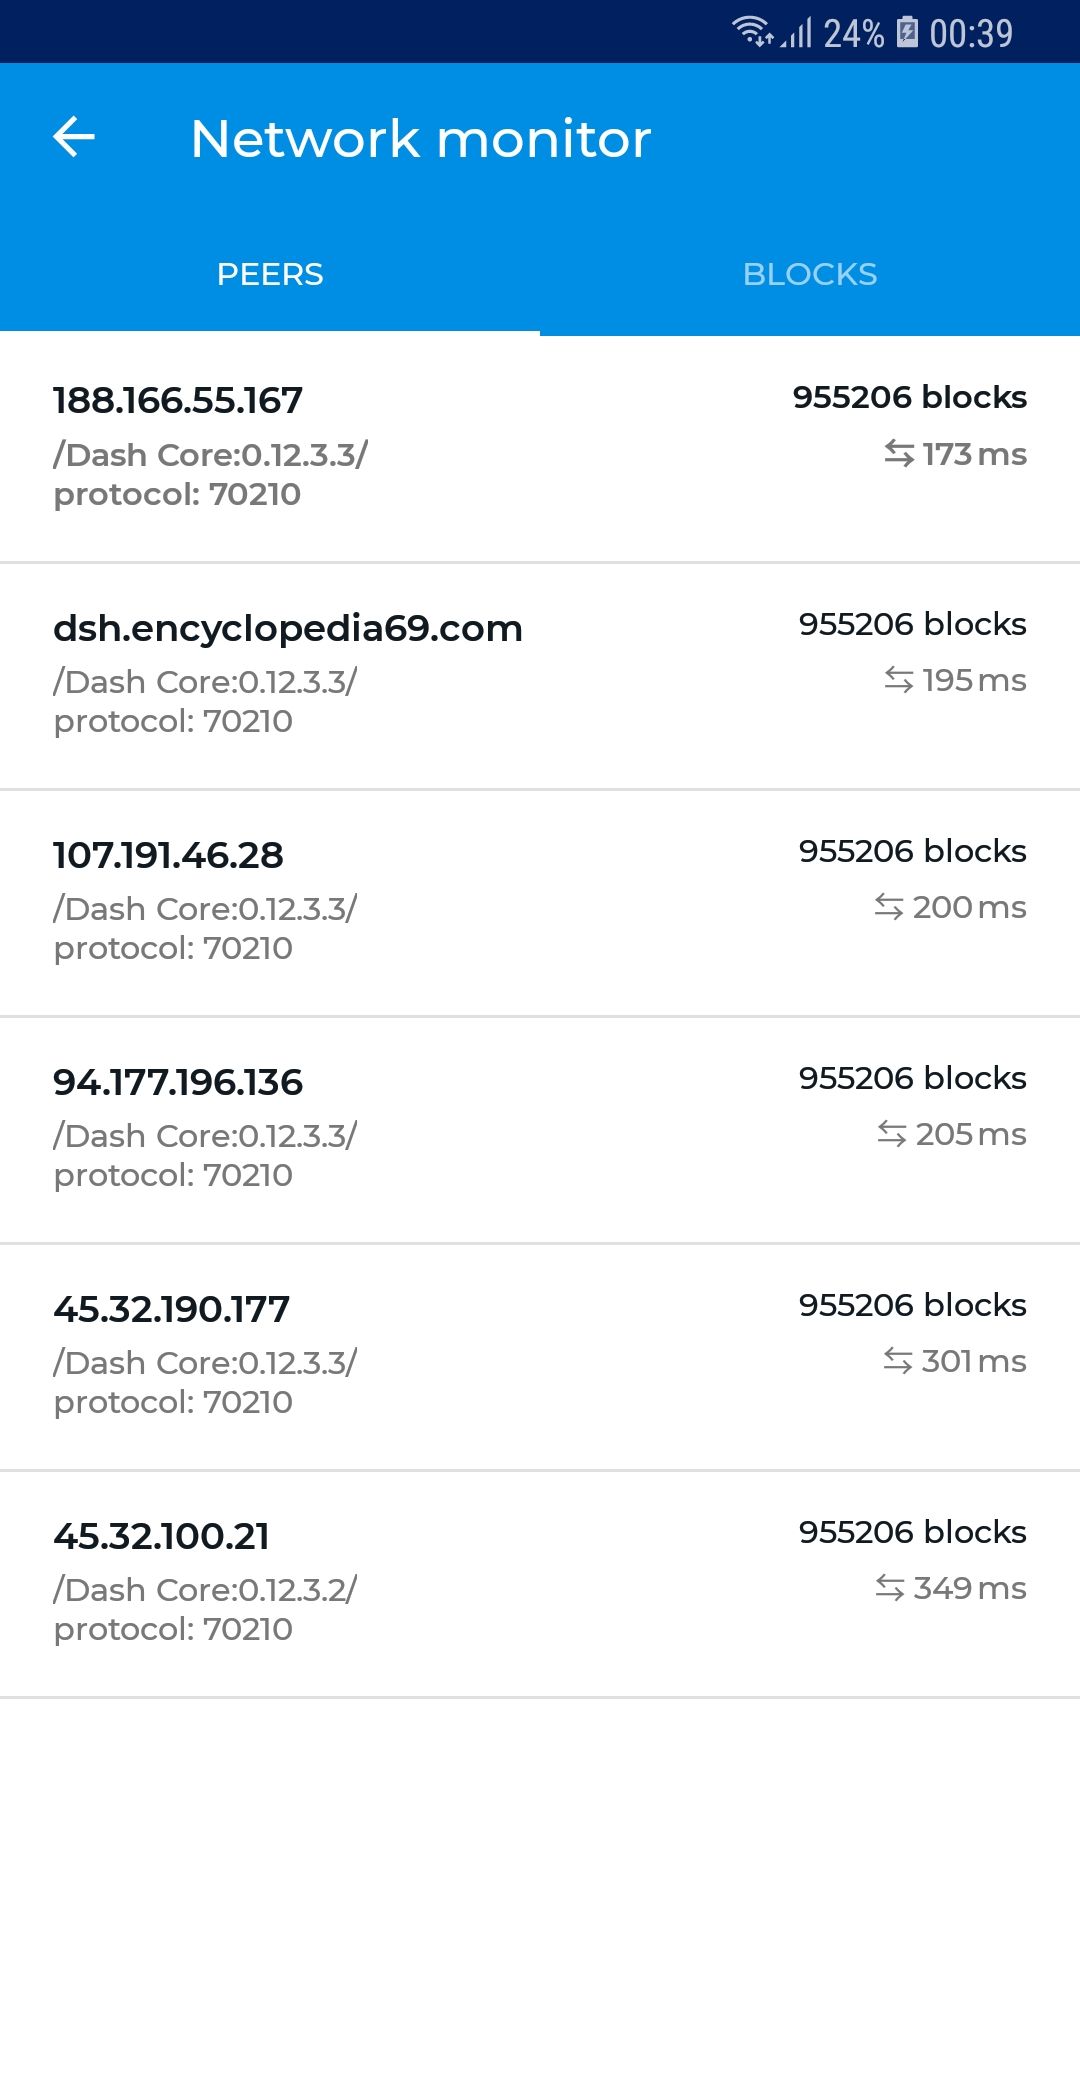 24% 00:39
Network monitor
PEERS BLOCKS
188.166.55.167 955206 blocks
/Dash Core:0.12.3.3/ 173 ms
protocol: 70210
dsh.encyclopedia69.com 955206 blocks
/Dash Core:0.12.3.3/ 195 ms
protocol: 70210
107.191.46.28 955206 blocks
/Dash Core:0.12.3.3/ 200 ms
protocol: 70210
94.177.196.136 955206 blocks
/Dash Core:0.12.3.3/ 205 ms
protocol: 70210
45.32.190.177 955206 blocks
/Dash Core:0.12.3.3/ 301 ms
protocol: 70210
45.32.100.21 955206 blocks
/Dash Core:0.12.3.2/ 349 ms
protocol: 70210